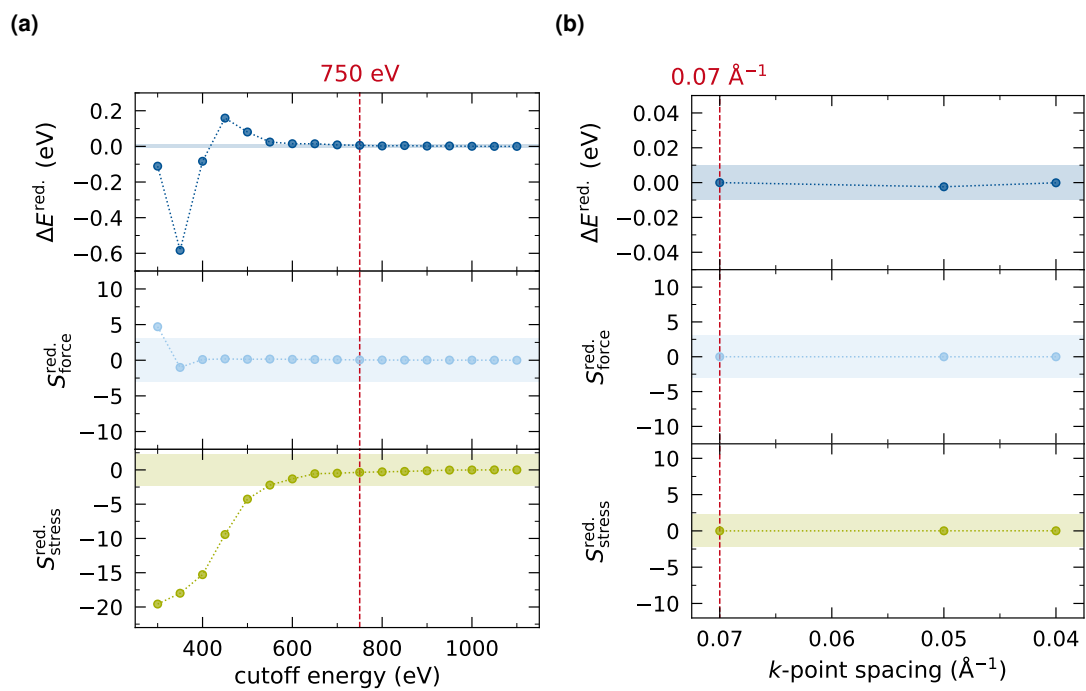 (a)
750 eV
0.2
0.0
−0.2
−0.4
−0.6
ΔE^red. (eV)
10
5
0
−5
−10
S^red._force
0
−5
−10
−15
−20
S^red._stress
400 600 800 1000
cutoff energy (eV)
(b)
0.07 Å⁻¹
0.04
0.02
0.00
−0.02
−0.04
ΔE^red. (eV)
10
5
0
−5
−10
S^red._force
10
5
0
−5
−10
S^red._stress
0.07 0.06 0.05 0.04
k-point spacing (Å⁻¹)